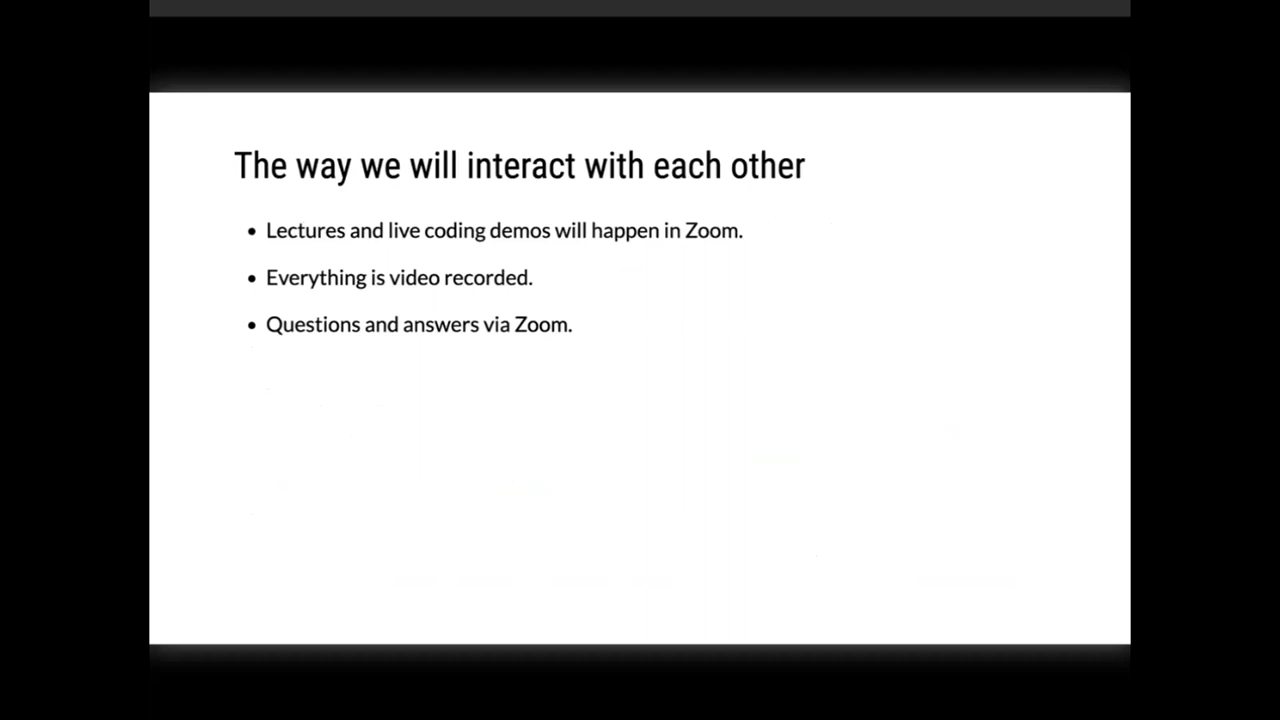 The way we will interact with each other
• Lectures and live coding demos will happen in Zoom.
• Everything is video recorded.
• Questions and answers via Zoom.